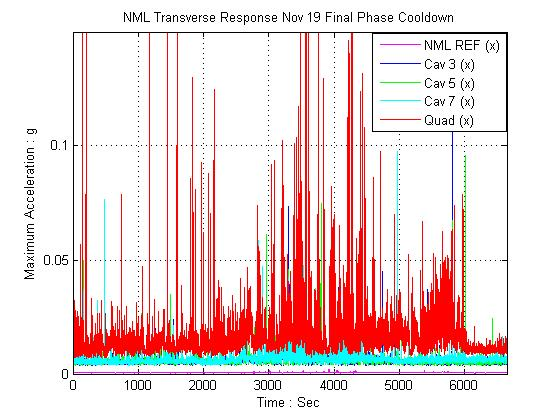 NML Transverse Response Nov 19 Final Phase Cooldown
NML REF (x)
Cav 3 (x)
Cav 5 (x)
Cav 7 (x)
Quad (x)
Maximum Acceleration : g
0.1
0.05
0
0 1000 2000 3000 4000 5000 6000
Time : Sec